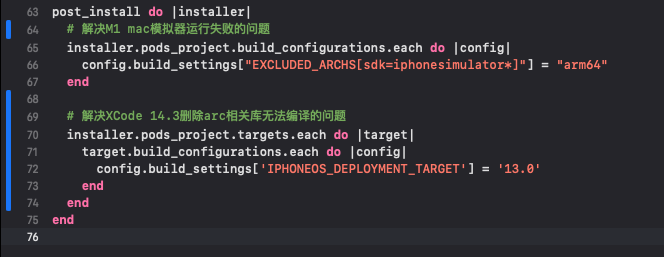 63 post_install do |installer|
64   # 解决M1 mac模拟器运行失败的问题
65   installer.pods_project.build_configurations.each do |config|
66     config.build_settings["EXCLUDED_ARCHS[sdk=iphonesimulator*]"] = "arm64"
67   end
68
69   # 解决XCode 14.3删除arc相关库无法编译的问题
70   installer.pods_project.targets.each do |target|
71     target.build_configurations.each do |config|
72       config.build_settings['IPHONEOS_DEPLOYMENT_TARGET'] = '13.0'
73     end
74   end
75 end
76